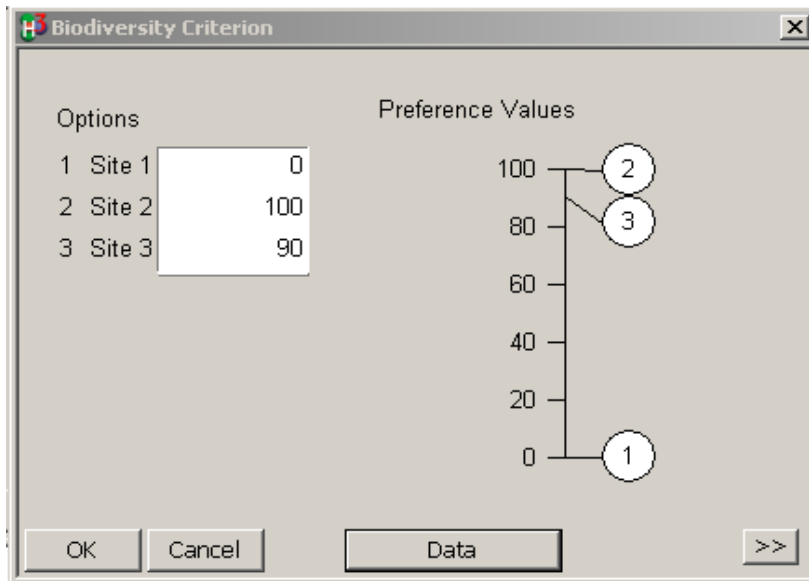 H3 Biodiversity Criterion
Options
1 Site 1 0
2 Site 2 100
3 Site 3 90
Preference Values
100 2
3
80
60
40
20
0 1
OK Cancel Data >>